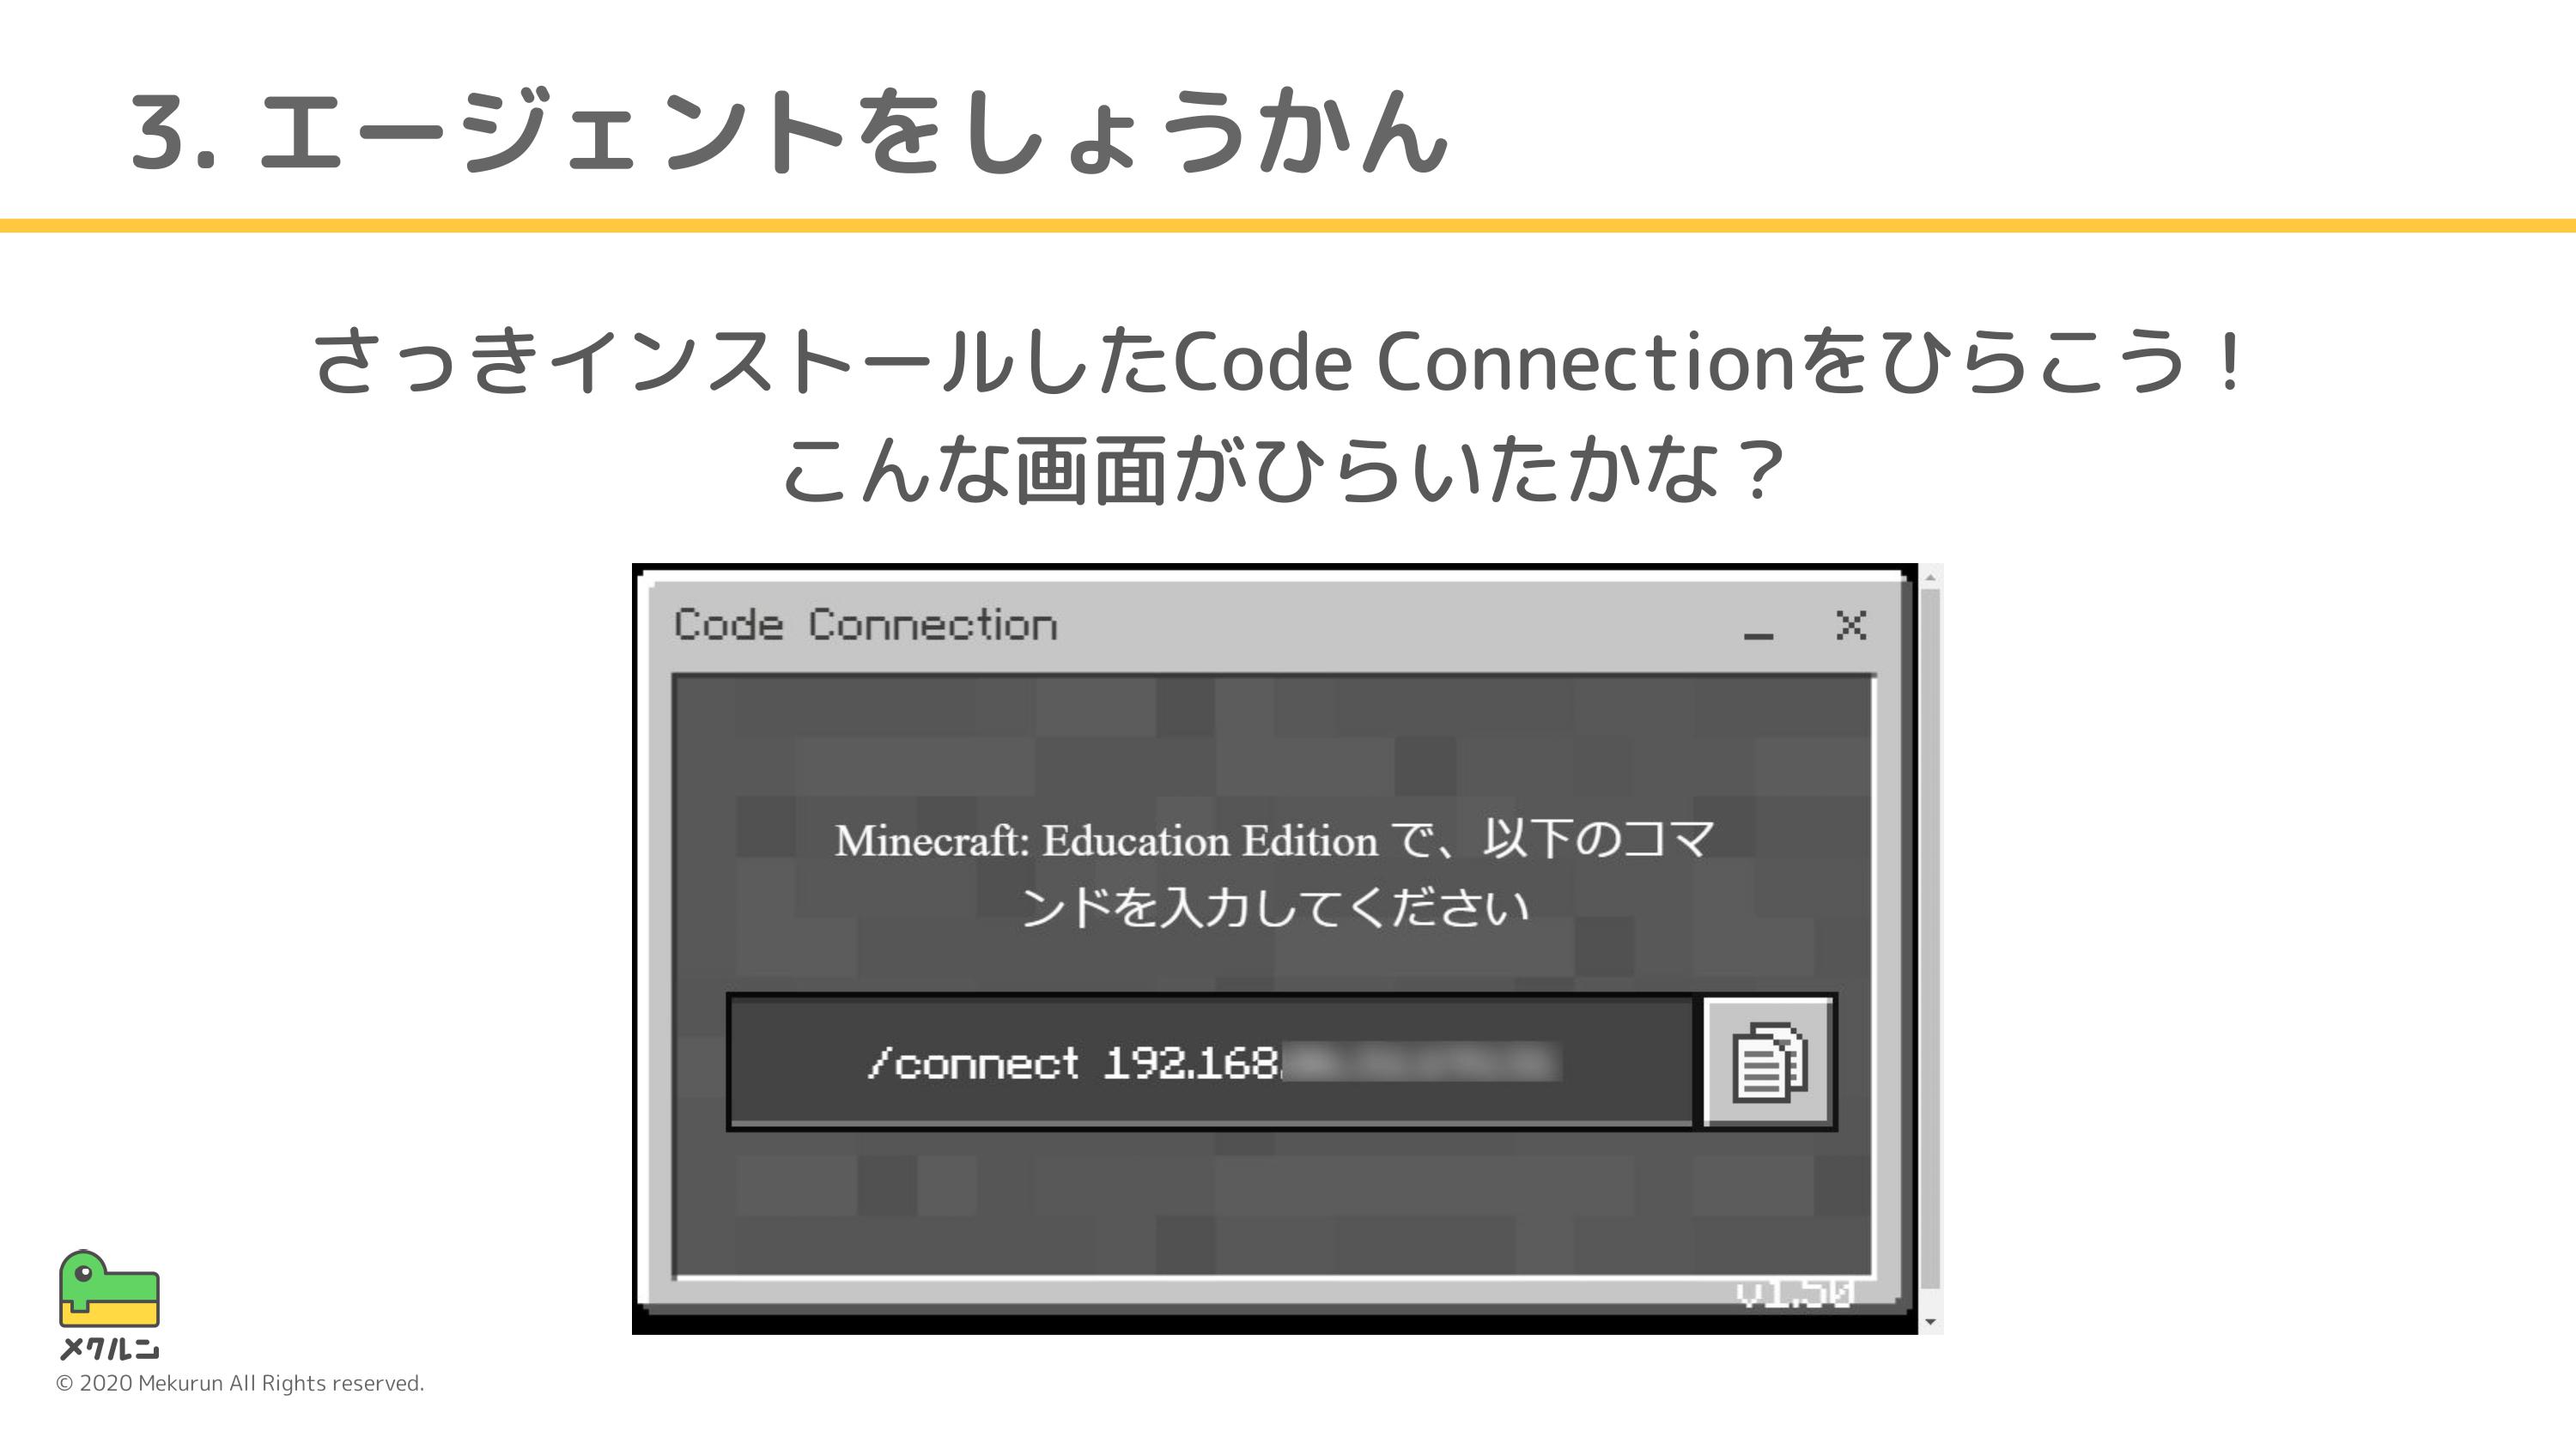 3. エージェントをしょうかん
さっきインストールしたCode Connectionをひらこう！
こんな画面がひらいたかな？
Code Connection
Minecraft: Education Edition で、以下のコマ
ンドを入力してください
/connect 192.168.
v1.50
メクルン
© 2020 Mekurun All Rights reserved.